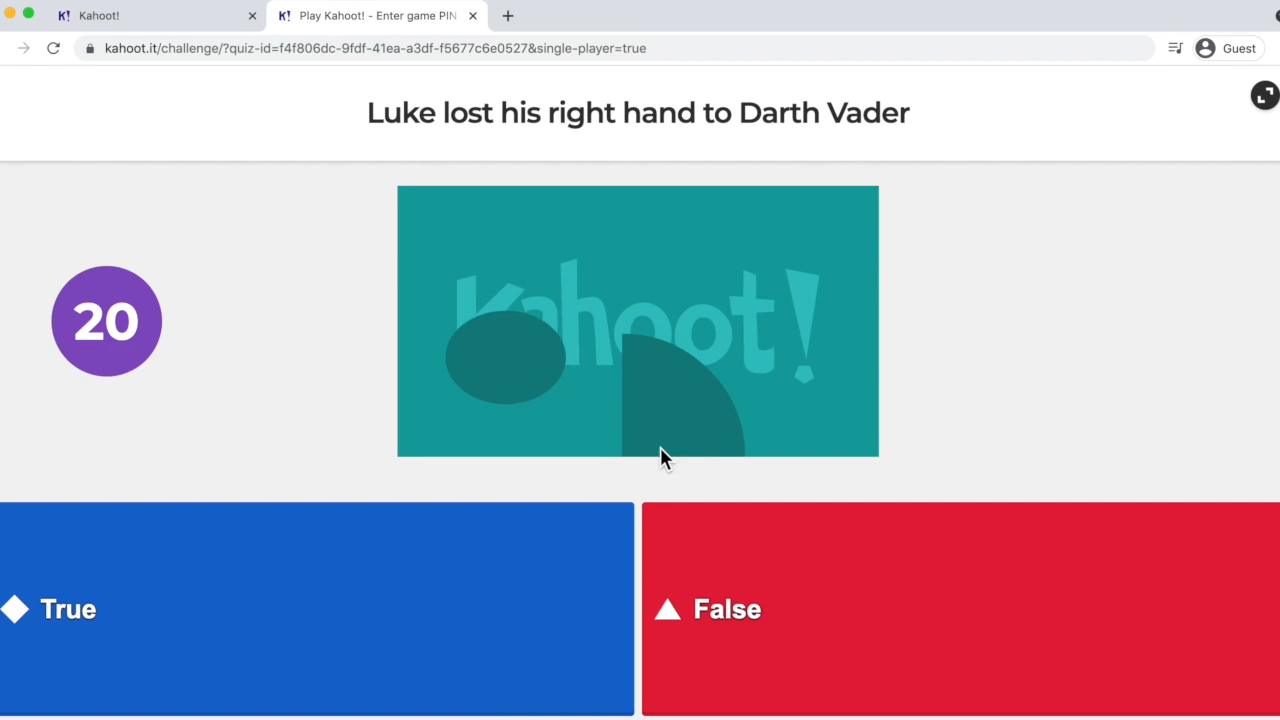 K! Kahoot!
K! Play Kahoot! - Enter game PIN
kahoot.it/challenge/?quiz-id=f4f806dc-9fdf-41ea-a3df-f5677c6e0527&single-player=true
Guest
Luke lost his right hand to Darth Vader
20
Kahoot!
True
False